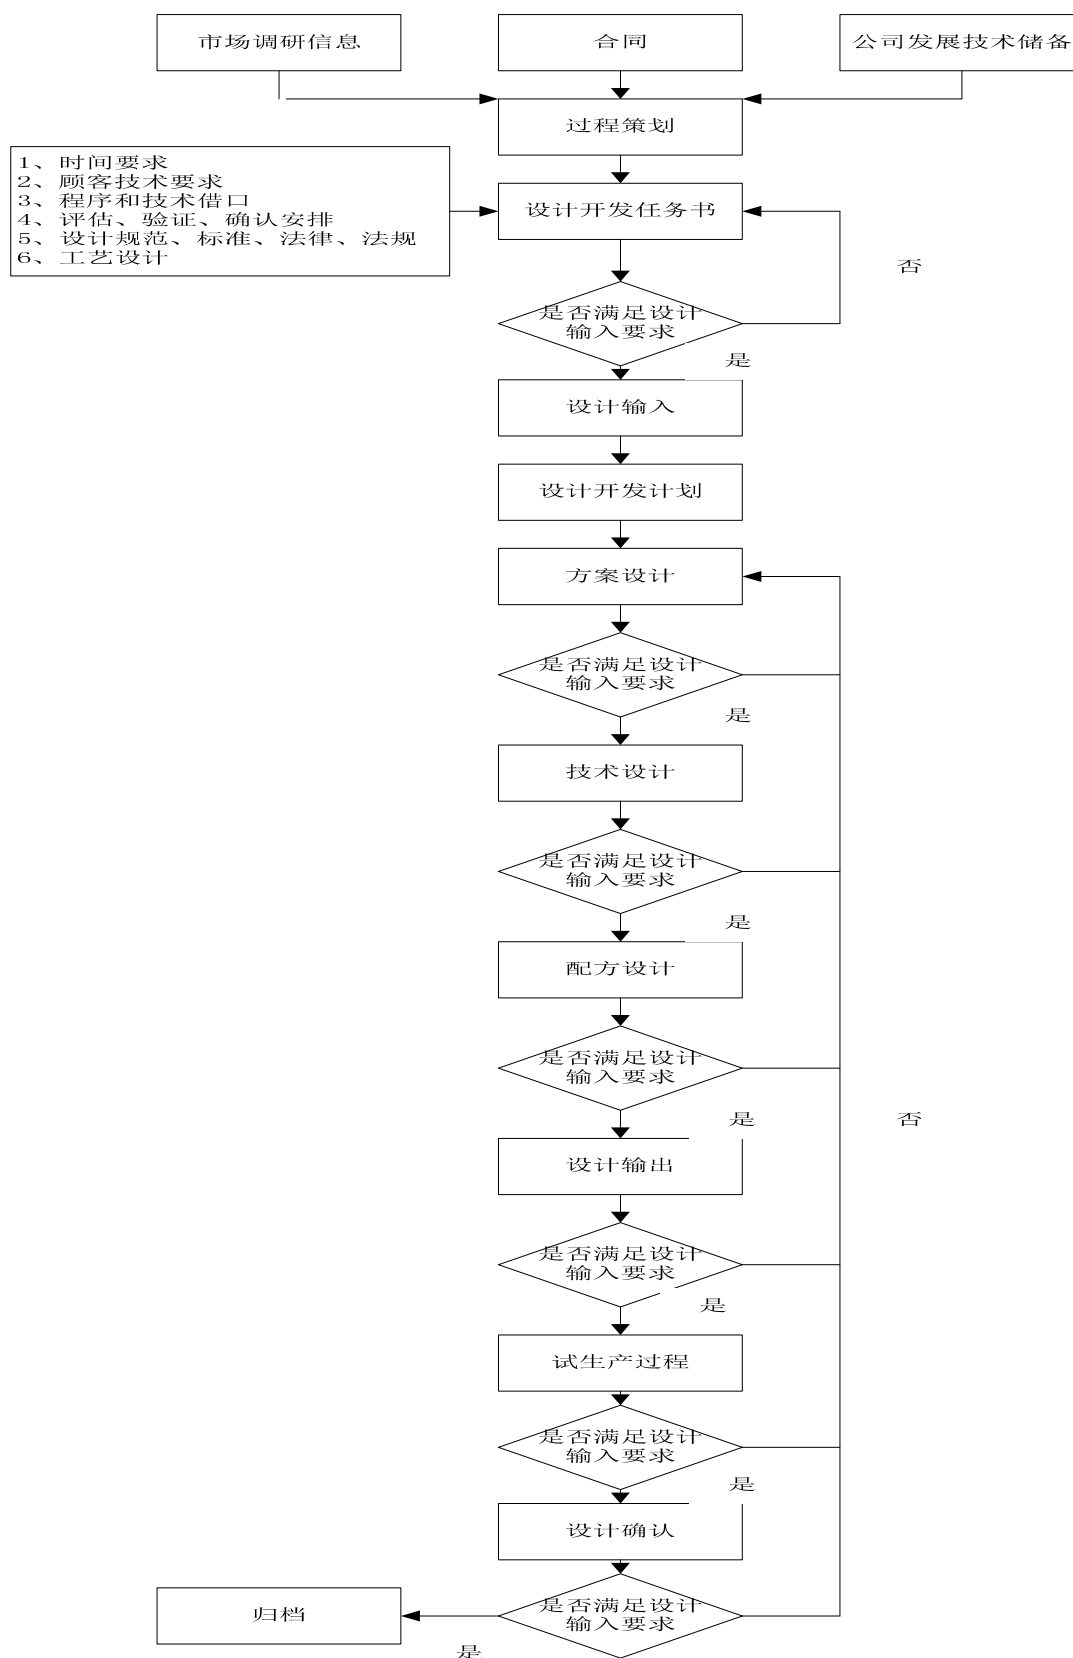 市场调研信息
合同
公司发展技术储备
过程策划
1、时间要求
2、顾客技术要求
3、程序和技术借口
4、评估、验证、确认安排
5、设计规范、标准、法律、法规
6、工艺设计
设计开发任务书
否
是否满足设计
输入要求
是
设计输入
设计开发计划
方案设计
是否满足设计
输入要求
是
技术设计
是否满足设计
输入要求
是
配方设计
是否满足设计
输入要求
是
否
设计输出
是否满足设计
输入要求
是
试生产过程
是否满足设计
输入要求
是
设计确认
是否满足设计
输入要求
归档
是